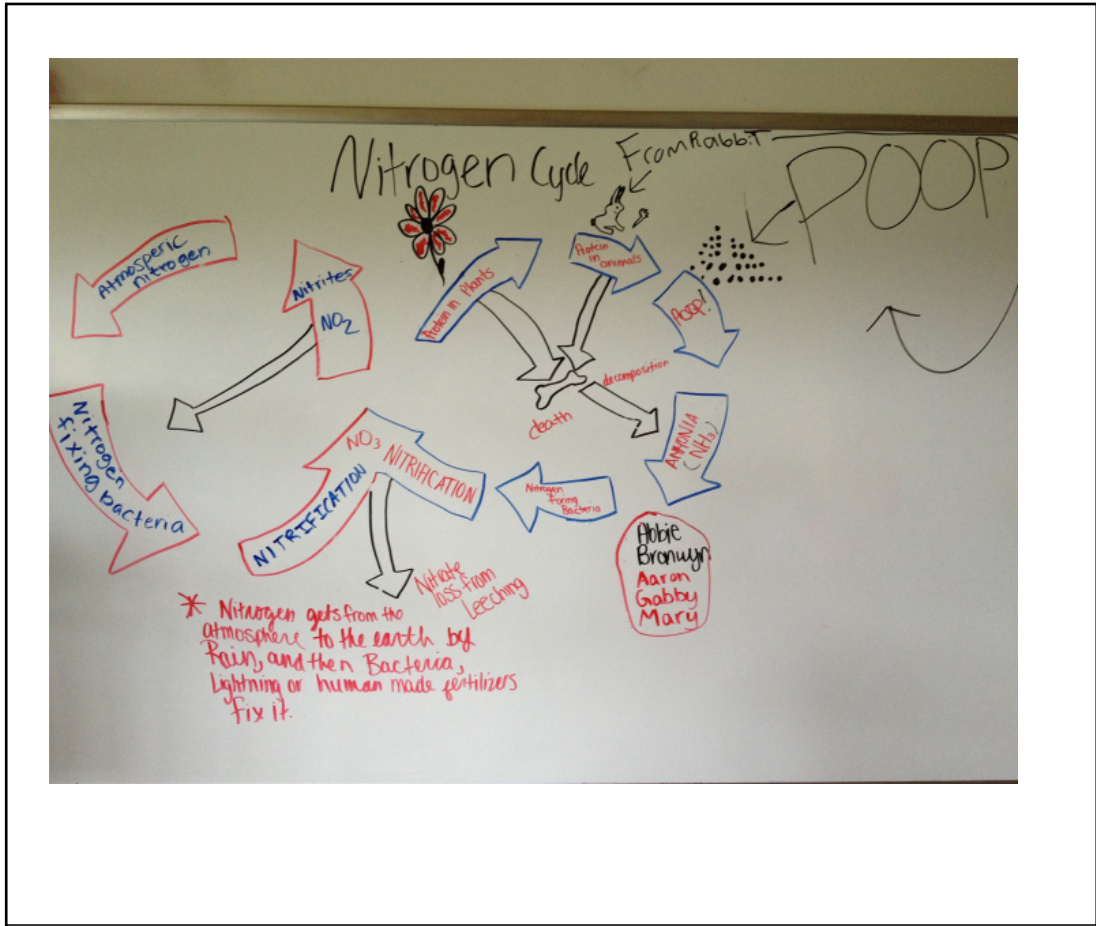 Nitrogen Cycle
From Rabbit
POOP
Atmosperic
nitrogen
Nitrites
NO2
Protein in Plants
Protein
in
animals
POOP!
decomposition
death
AMMONIA
(NH3)
Nitrogen
fixing bacteria
NO3 NITRIFICATION
NITRIFICATION
Nitrogen
Bacteria
Abbie
Bronwyn
Aaron
Gabby
Mary
Nitrate
loss from
Leeching
* Nitrogen gets from the
atmosphere to the earth by
Rain, and then Bacteria,
Lightning or human made fertilizers
fix it.